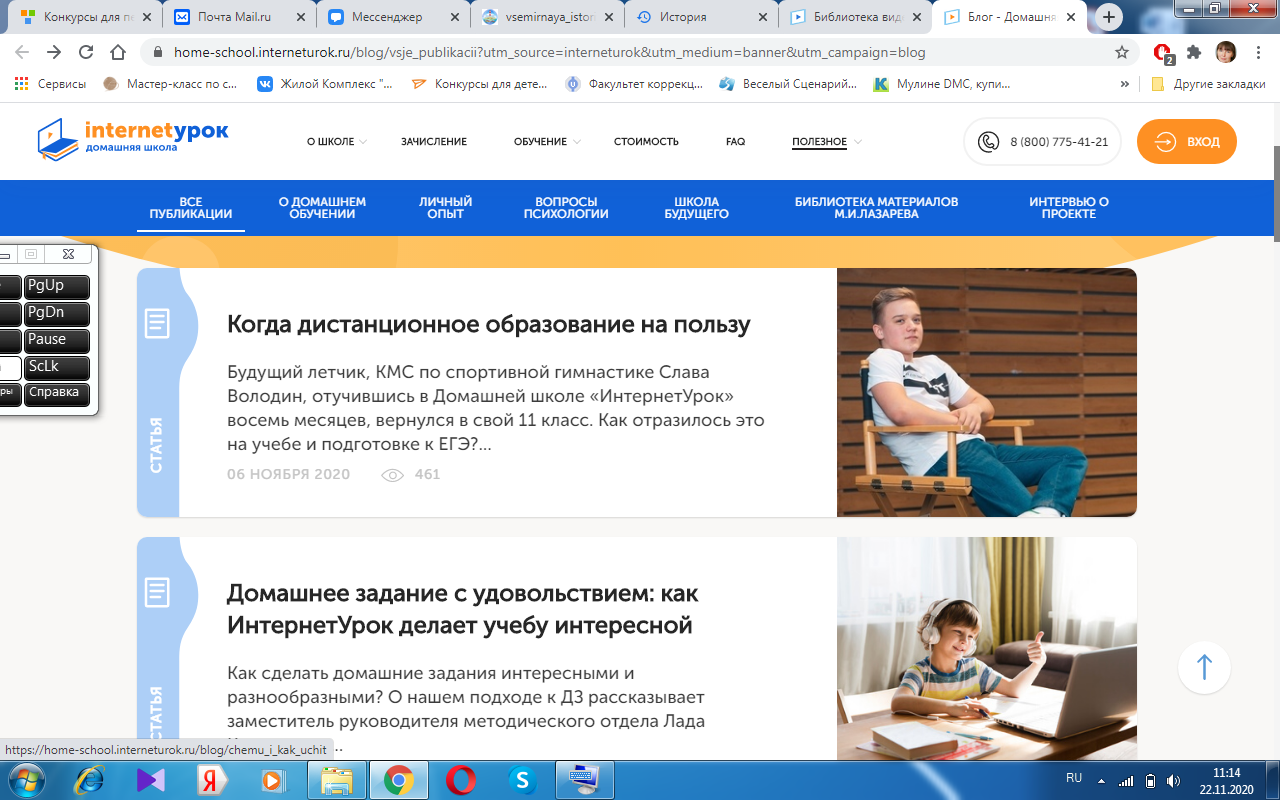 Конкурсы для пе
Почта Mail.ru
Мессенджер
vsemirnaya_istor
История
Библиотека вид
Блог - Домашня
home-school.interneturok.ru/blog/vsje_publikacii?utm_source=interneturok&utm_medium=banner&utm_campaign=blog
2
Сервисы
Мастер-класс по с...
Жилой Комплекс "...
Конкурсы для дете...
Факультет коррекц...
Веселый Сценарий...
Мулине DMC, купи...
»
Другие закладки
internetурок
домашняя школа
О ШКОЛЕ
ЗАЧИСЛЕНИЕ
ОБУЧЕНИЕ
СТОИМОСТЬ
FAQ
ПОЛЕЗНОЕ
8 (800) 775-41-21
ВХОД
ВСЕ
ПУБЛИКАЦИИ
О ДОМАШНЕМ
ОБУЧЕНИИ
ЛИЧНЫЙ
ОПЫТ
ВОПРОСЫ
ПСИХОЛОГИИ
ШКОЛА
БУДУЩЕГО
БИБЛИОТЕКА МАТЕРИАЛОВ
М.И.ЛАЗАРЕВА
ИНТЕРВЬЮ О
ПРОЕКТЕ
PgUp
PgDn
Pause
ScLk
ры
Справка
СТАТЬЯ
Когда дистанционное образование на пользу
Будущий летчик, КМС по спортивной гимнастике Слава
Володин, отучившись в Домашней школе «ИнтернетУрок»
восемь месяцев, вернулся в свой 11 класс. Как отразилось это
на учебе и подготовке к ЕГЭ?...
06 НОЯБРЯ 2020
461
СТАТЬЯ
Домашнее задание с удовольствием: как
ИнтернетУрок делает учебу интересной
Как сделать домашние задания интересными и
разнообразными? О нашем подходе к ДЗ рассказывает
заместитель руководителя методического отдела Лада
https://home-school.interneturok.ru/blog/chemu_i_kak_uchit
RU
11:14
22.11.2020